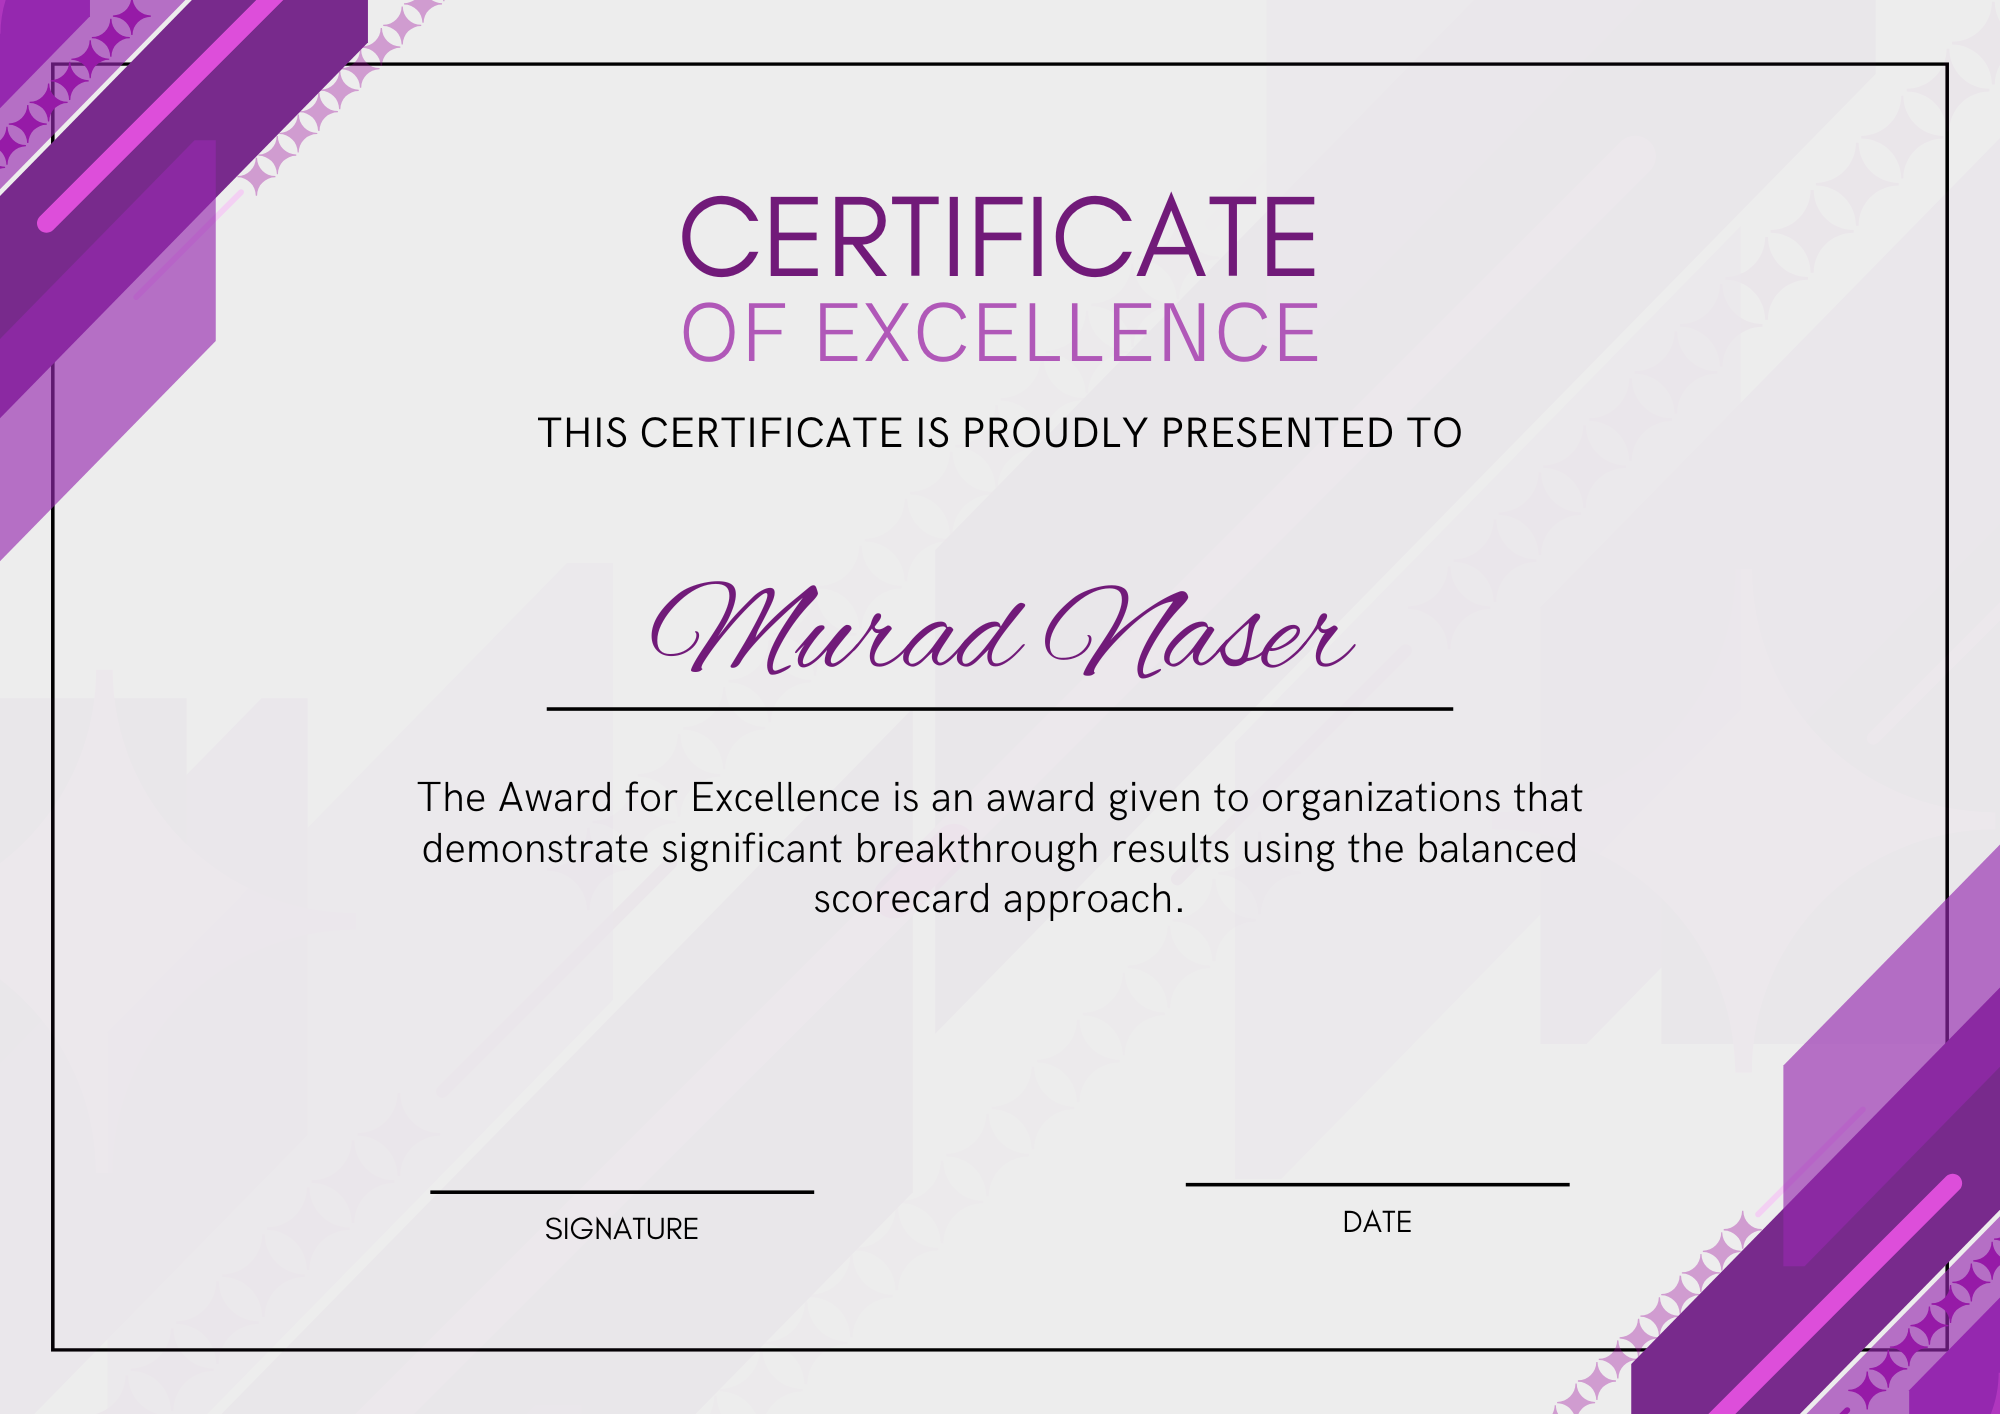 CERTIFICATE
OF EXCELLENCE
THIS CERTIFICATE IS PROUDLY PRESENTED TO
Murad Naser
The Award for Excellence is an award given to organizations that
demonstrate significant breakthrough results using the balanced
scorecard approach.
SIGNATURE
DATE